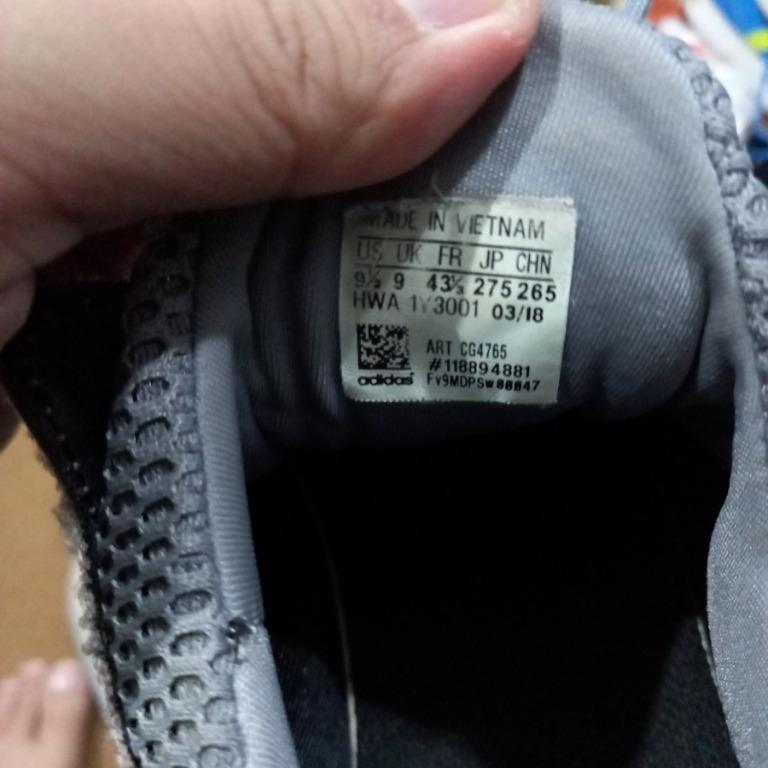 MADE IN VIETNAM
US UK FR JP CHN
9½ 9 43⅓ 275 265
HWA 1Y3001 03/18
ART CG4765
#118894881
adidas Fv9MDPSw00047